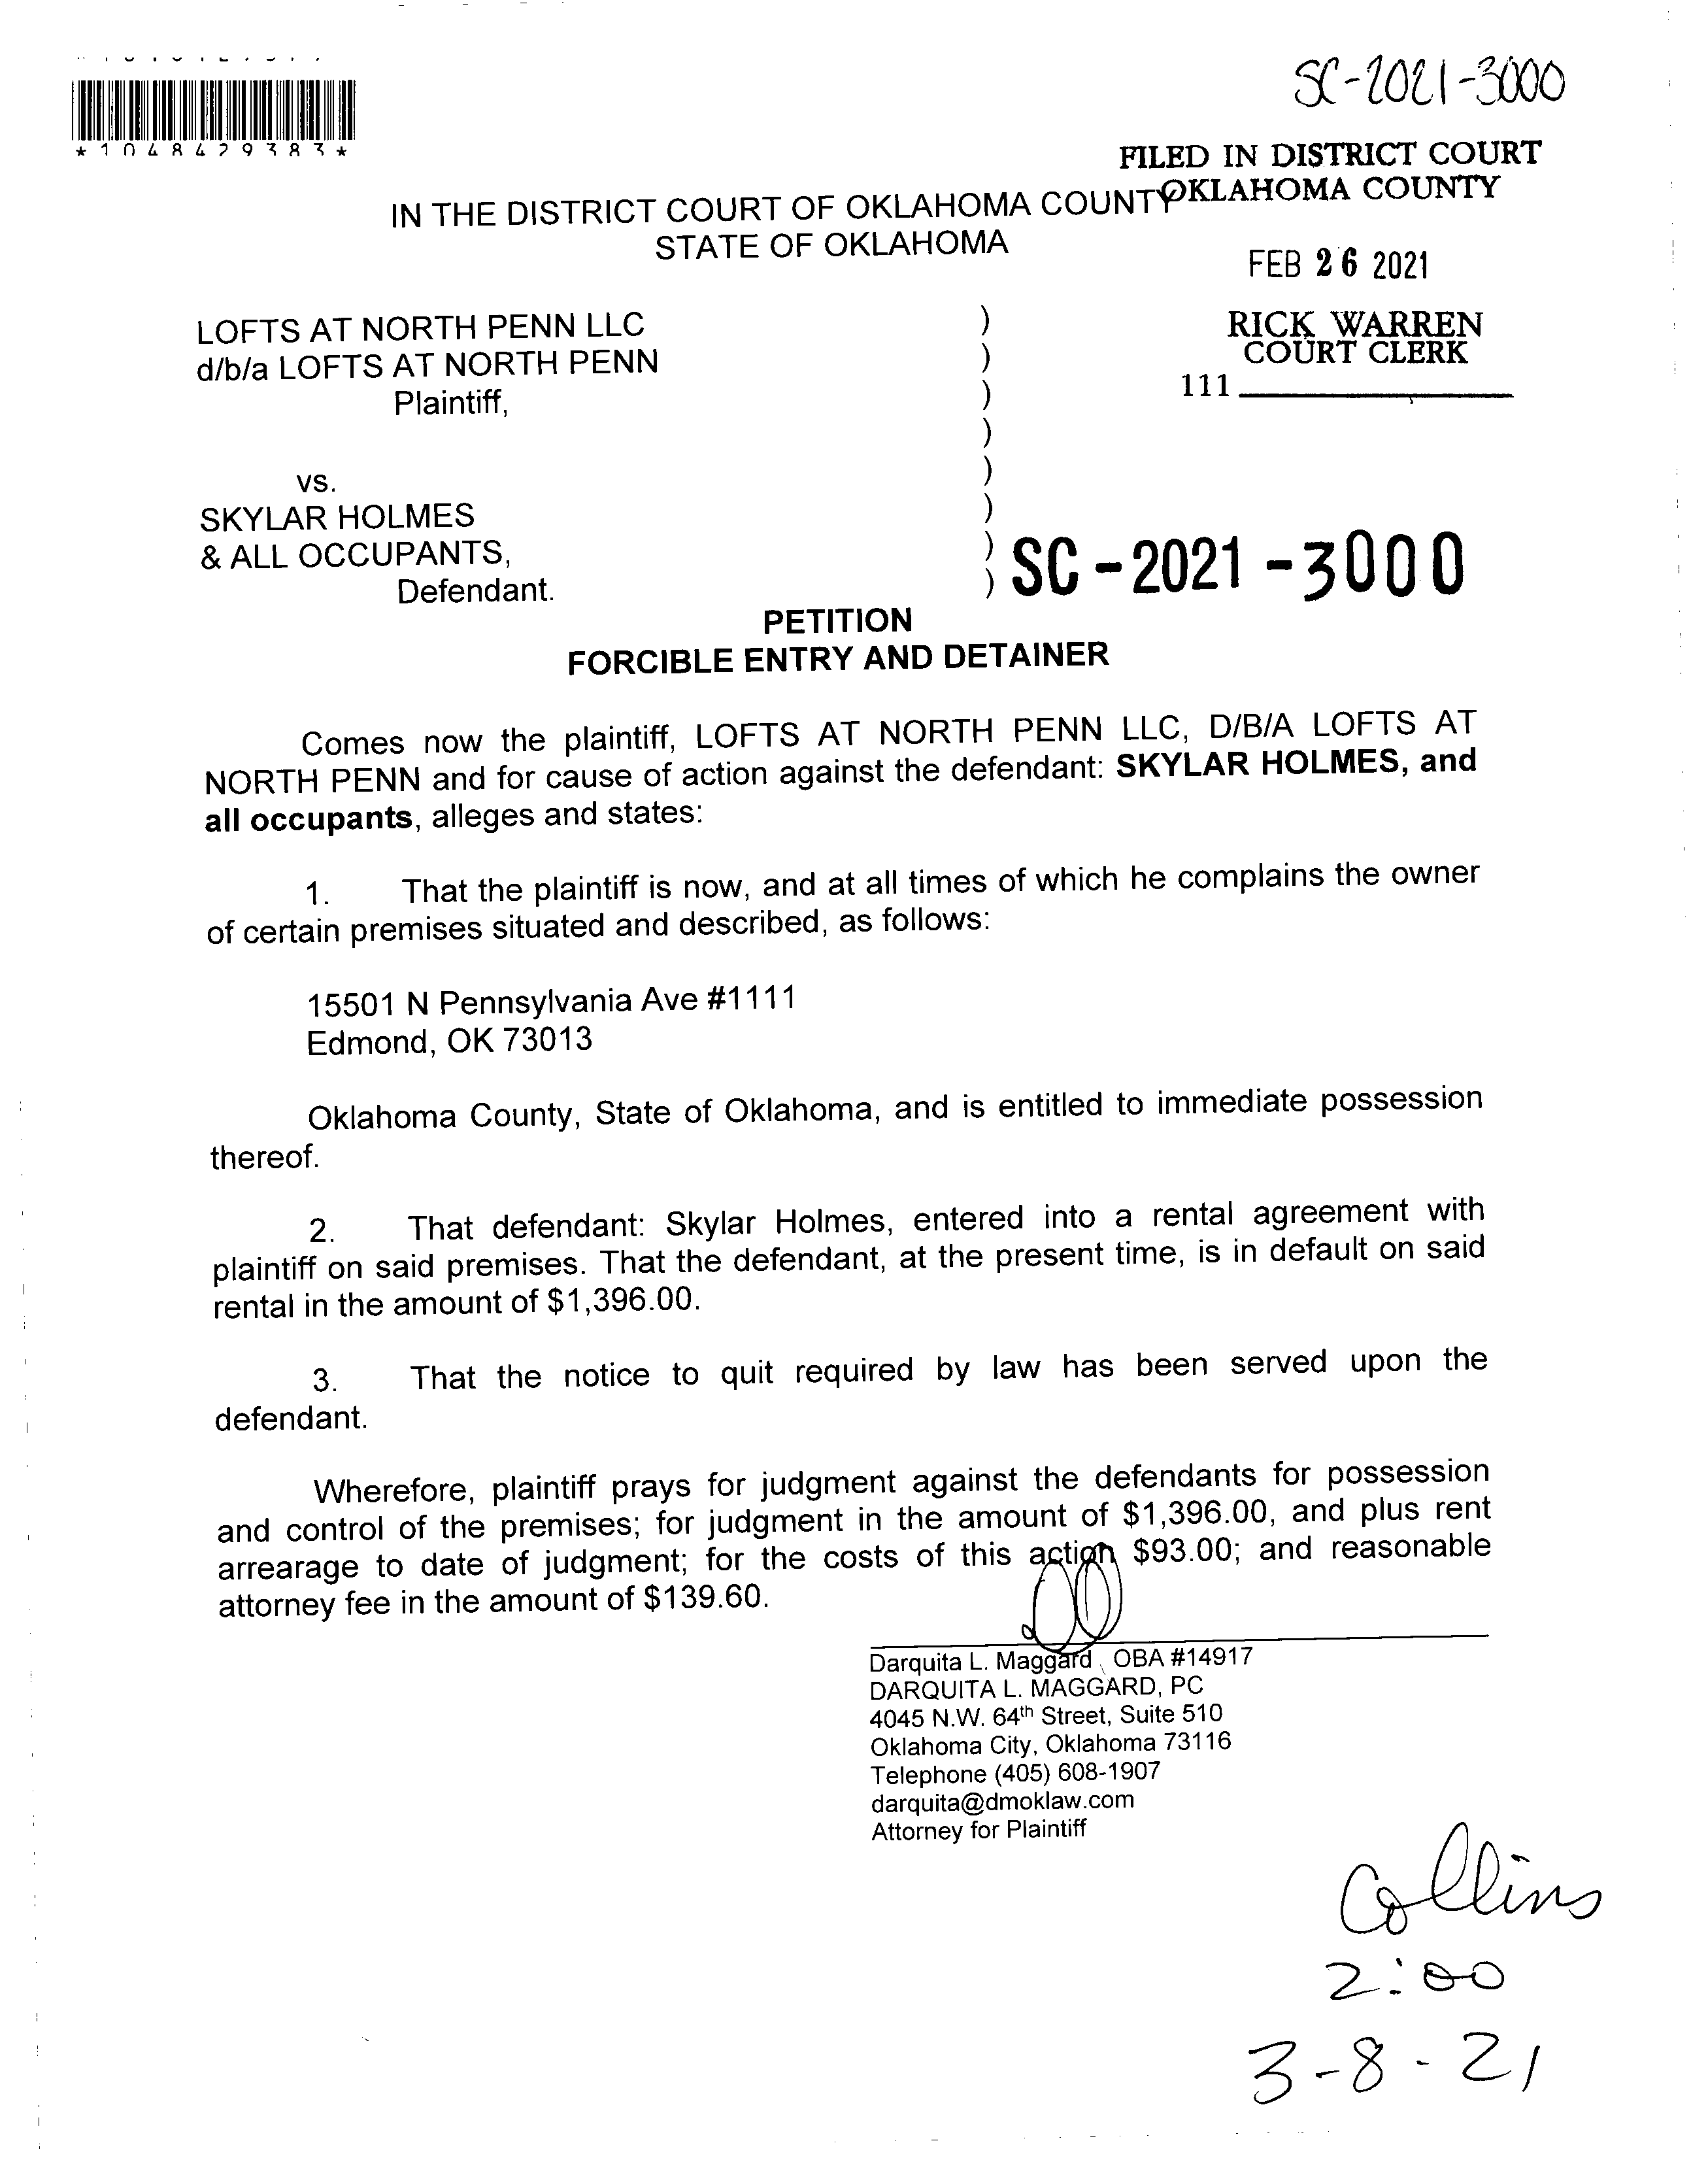 SC-2021-3000
*1048429383*
FILED IN DISTRICT COURT
OKLAHOMA COUNTY
IN THE DISTRICT COURT OF OKLAHOMA COUNTY
STATE OF OKLAHOMA
FEB 26 2021
RICK WARREN
COURT CLERK
111
LOFTS AT NORTH PENN LLC )
d/b/a LOFTS AT NORTH PENN )
Plaintiff, )
)
vs. )
SKYLAR HOLMES )
& ALL OCCUPANTS, )
Defendant. )
SC-2021-3000
PETITION
FORCIBLE ENTRY AND DETAINER
Comes now the plaintiff, LOFTS AT NORTH PENN LLC, D/B/A LOFTS AT
NORTH PENN and for cause of action against the defendant: SKYLAR HOLMES, and
all occupants, alleges and states:
1. That the plaintiff is now, and at all times of which he complains the owner
of certain premises situated and described, as follows:
15501 N Pennsylvania Ave #1111
Edmond, OK 73013
Oklahoma County, State of Oklahoma, and is entitled to immediate possession
thereof.
2. That defendant: Skylar Holmes, entered into a rental agreement with
plaintiff on said premises. That the defendant, at the present time, is in default on said
rental in the amount of $1,396.00.
3. That the notice to quit required by law has been served upon the
defendant.
Wherefore, plaintiff prays for judgment against the defendants for possession
and control of the premises; for judgment in the amount of $1,396.00, and plus rent
arrearage to date of judgment; for the costs of this action $93.00; and reasonable
attorney fee in the amount of $139.60.
Darquita L. Maggard, OBA #14917
DARQUITA L. MAGGARD, PC
4045 N.W. 64th Street, Suite 510
Oklahoma City, Oklahoma 73116
Telephone (405) 608-1907
darquita@dmoklaw.com
Attorney for Plaintiff
Collins
2:00
3-8-21